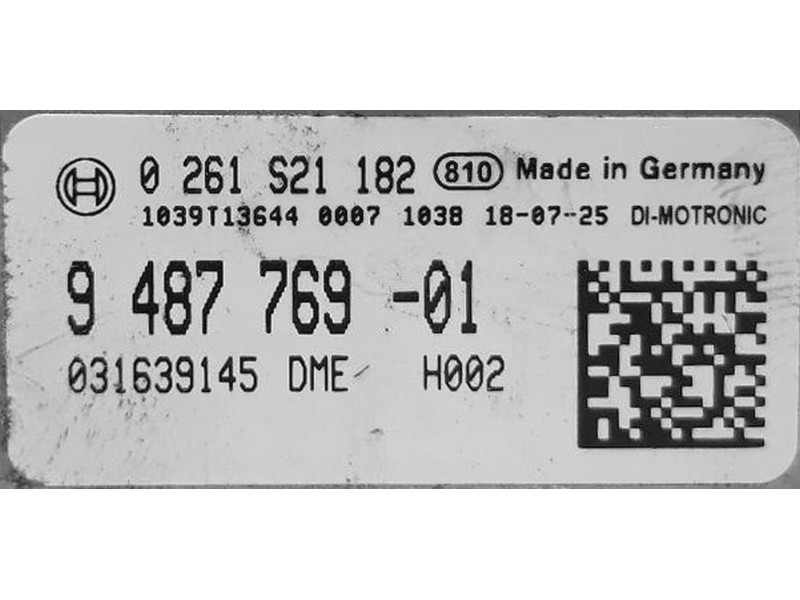 0 261 S21 182 810 Made in Germany
1039T13644 0007 1038 18-07-25 DI-MOTRONIC
9 487 769 -01
031639145 DME H002